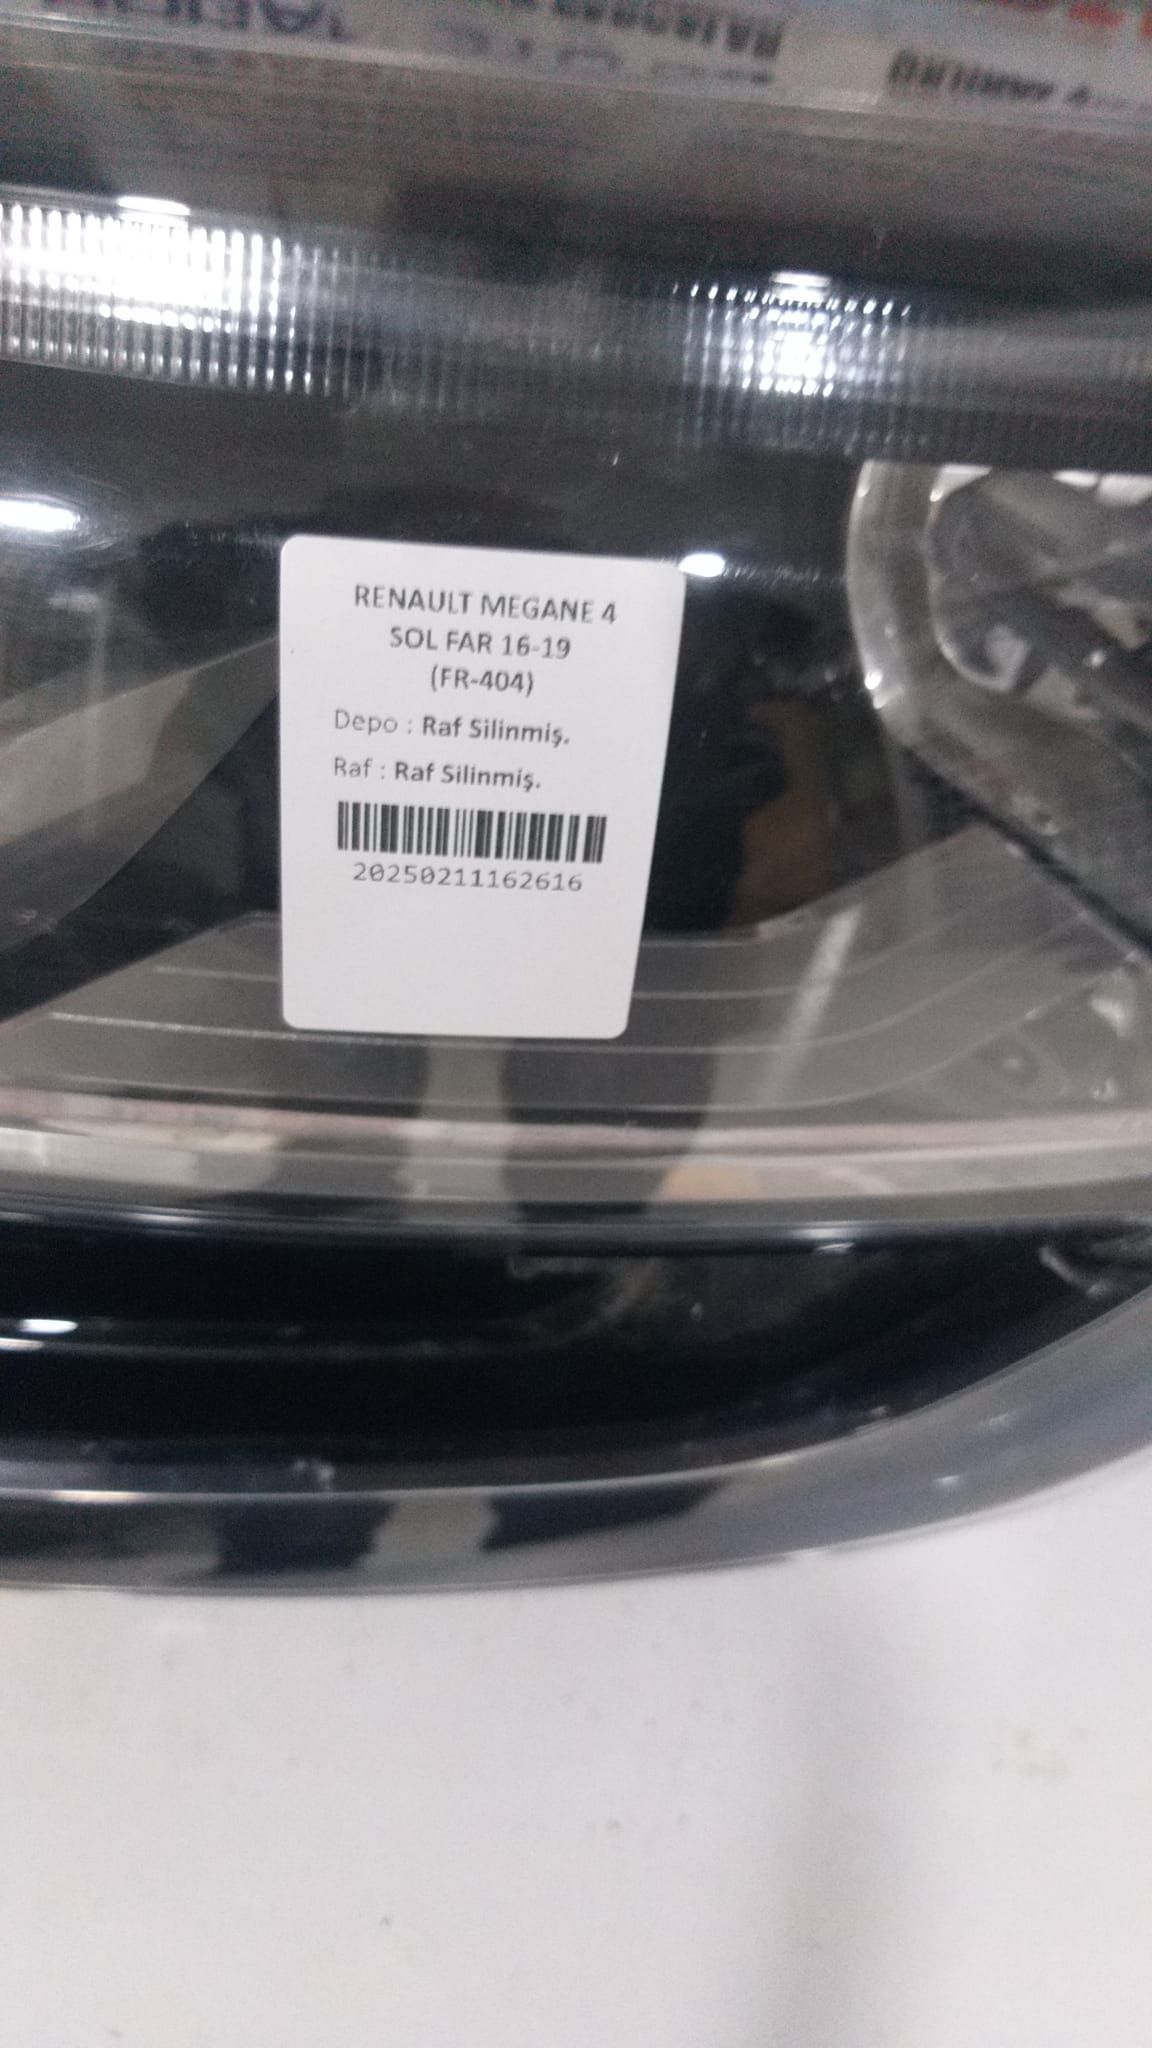 RENAULT MEGANE 4
SOL FAR 16-19
(FR-404)
Depo : Raf Silinmiş.
Raf : Raf Silinmiş.
20250211162616